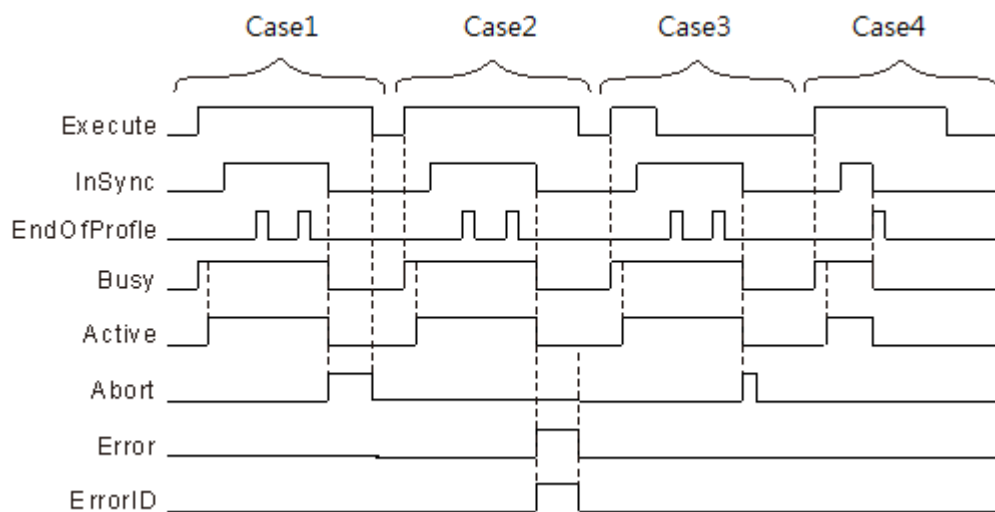 Case1 Case2 Case3 Case4
Execute
InSync
EndOfProfle
Busy
Active
Abort
Error
ErrorID